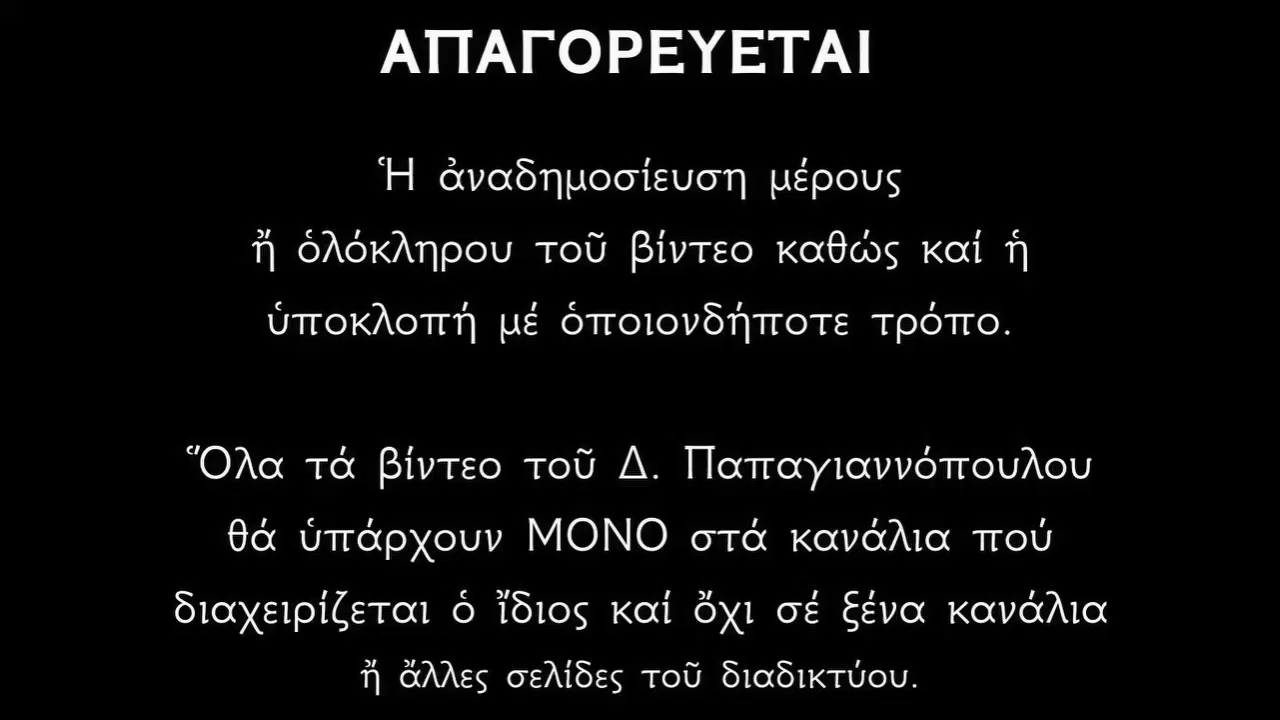 ΑΠΑΓΟΡΕΥΕΤΑΙ
Ἡ ἀναδημοσίευση μέρους
ἤ ὁλόκληρου τοῦ βίντεο καθώς καί ἡ
ὑποκλοπή μέ ὁποιονδήποτε τρόπο.
Ὅλα τά βίντεο τοῦ Δ. Παπαγιαννόπουλου
θά ὑπάρχουν ΜΟΝΟ στά κανάλια πού
διαχειρίζεται ὁ ἴδιος καί ὄχι σέ ξένα κανάλια
ἤ ἄλλες σελίδες τοῦ διαδικτύου.